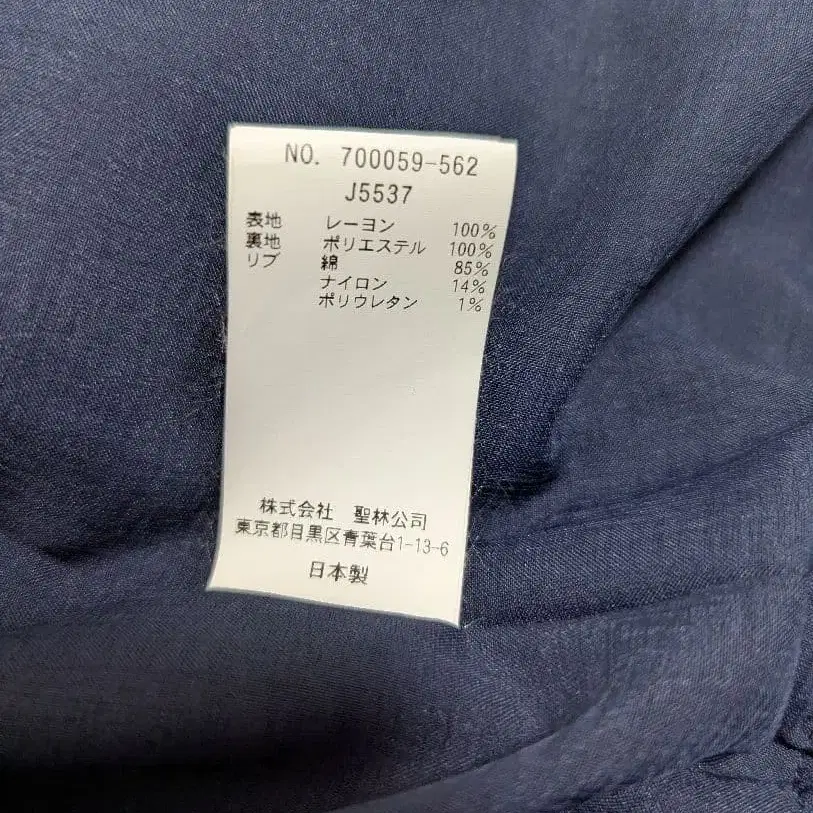 NO. 700059-562
J5537
表地 レーヨン 100%
裏地 ポリエステル 100%
リブ 綿 85%
ナイロン 14%
ポリウレタン 1%
株式会社 聖林公司
東京都目黒区青葉台1-13-6
日本製